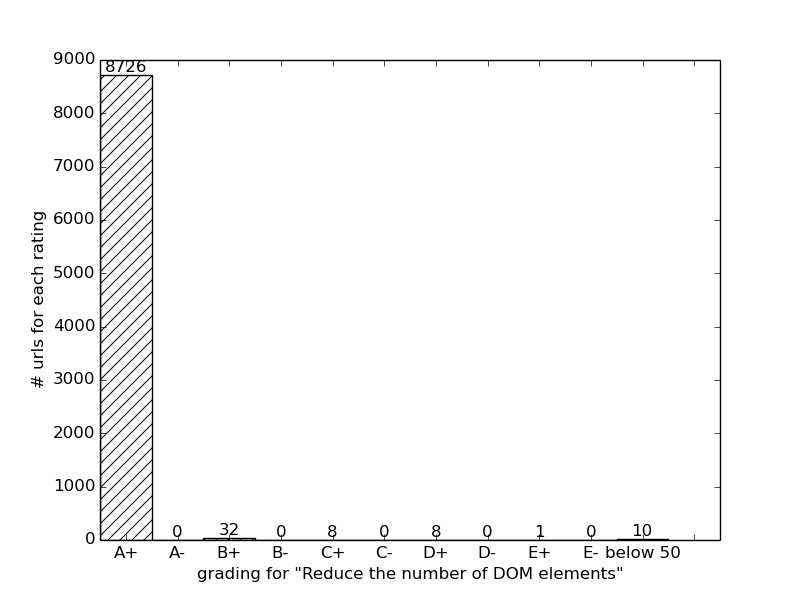 9000
8000
7000
6000
5000
4000
3000
2000
1000
0
# urls for each rating
8726 0 32 0 8 0 8 0 1 0 10
A+ A- B+ B- C+ C- D+ D- E+ E- below 50
grading for "Reduce the number of DOM elements"